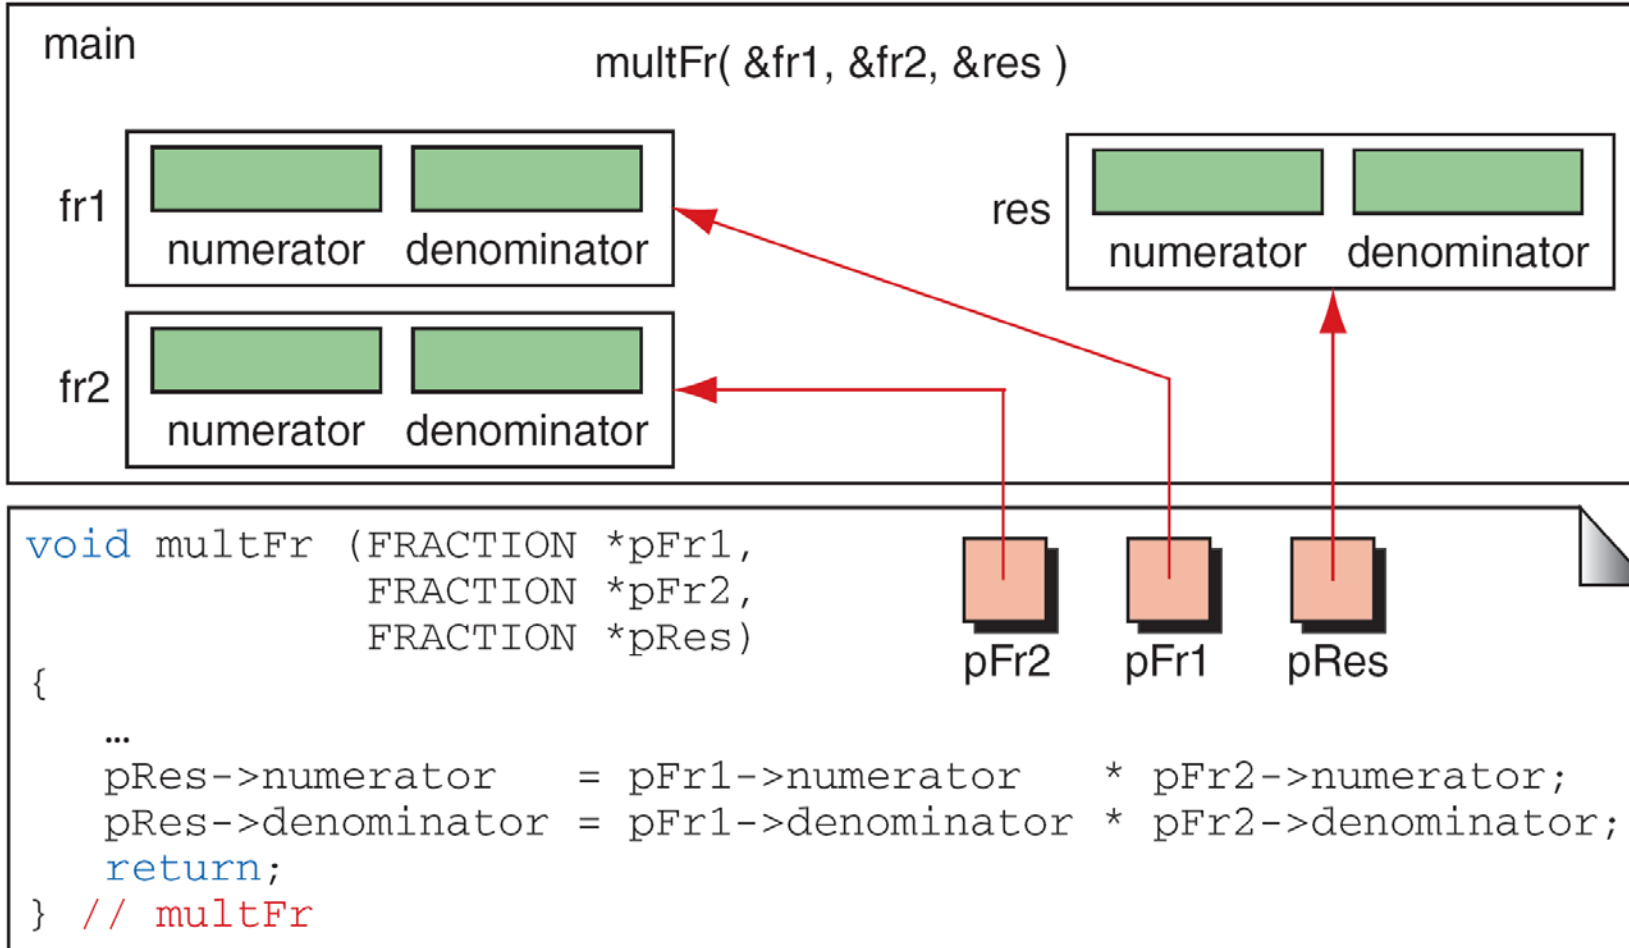 main
multFr( &fr1, &fr2, &res )
fr1
numerator denominator
res
numerator denominator
fr2
numerator denominator
void multFr (FRACTION *pFr1,
FRACTION *pFr2,
FRACTION *pRes)
pFr2 pFr1 pRes
{
…
pRes->numerator = pFr1->numerator * pFr2->numerator;
pRes->denominator = pFr1->denominator * pFr2->denominator;
return;
} // multFr